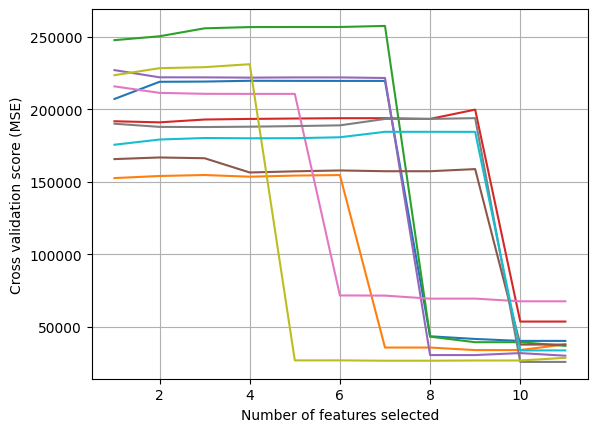 Cross validation score (MSE)
250000
200000
150000
100000
50000
2 4 6 8 10
Number of features selected